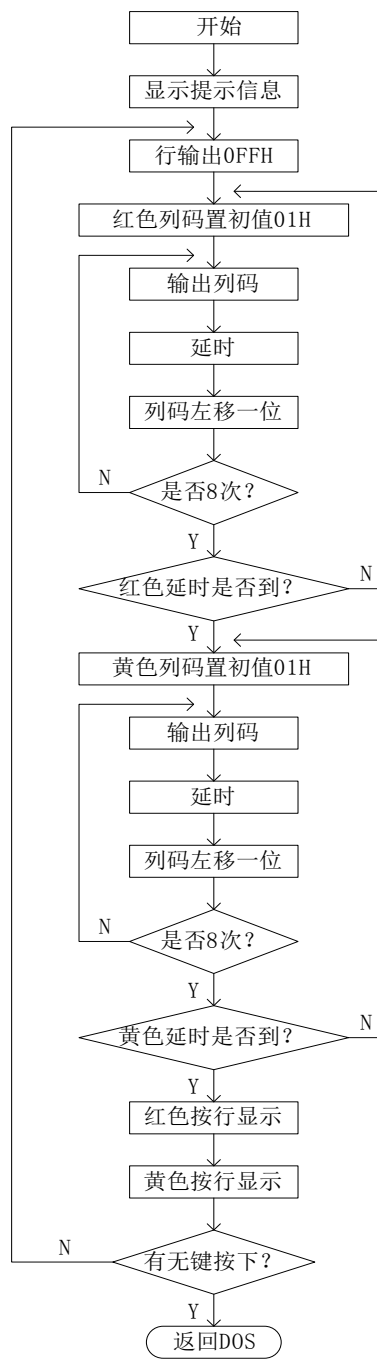 开始
显示提示信息
行输出0FFH
红色列码置初值01H
输出列码
延时
列码左移一位
N
是否8次？
Y
红色延时是否到？
N
Y
黄色列码置初值01H
输出列码
延时
列码左移一位
N
是否8次？
Y
黄色延时是否到？
N
Y
红色按行显示
黄色按行显示
N
有无键按下？
Y
返回DOS